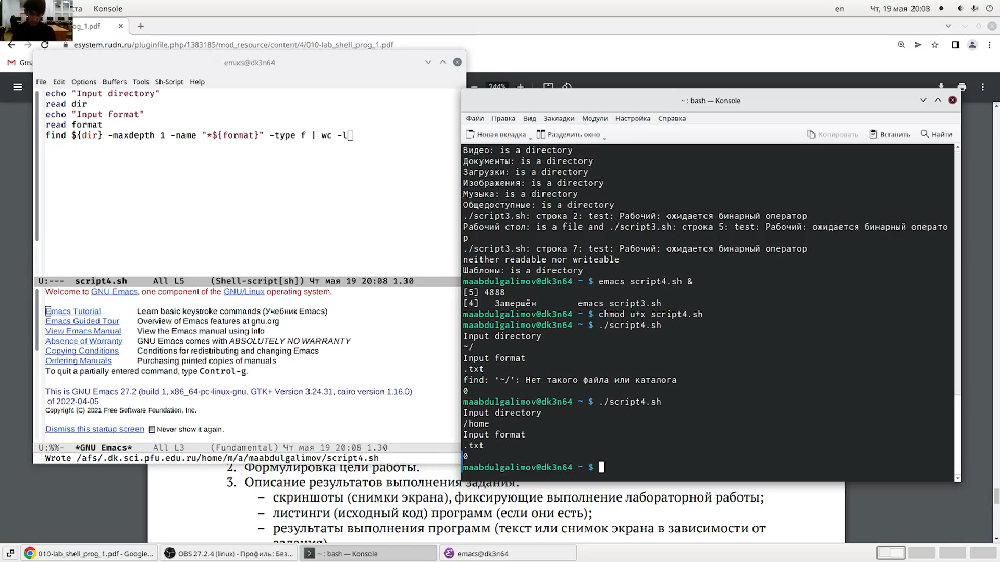 ста Konsole
en Чт, 19 мая 20:08
og_1.pdf
esystem.rudn.ru/pluginfile.php/1383185/mod_resource/content/4/010-lab_shell_prog_1.pdf
Gma
emacs@dk3n64
File Edit Options Buffers Tools Sh-Script Help
echo "Input directory"
read dir
echo "Input format"
read format
find ${dir} -maxdepth 1 -name "*${format}" -type f | wc -l
U:--- script4.sh All L5 (Shell-script[sh]) Чт мая 19 20:08 1.30
Welcome to GNU Emacs, one component of the GNU/Linux operating system.
Emacs Tutorial Learn basic keystroke commands (Учебник Emacs)
Emacs Guided Tour Overview of Emacs features at gnu.org
View Emacs Manual View the Emacs manual using Info
Absence of Warranty GNU Emacs comes with ABSOLUTELY NO WARRANTY
Copying Conditions Conditions for redistributing and changing Emacs
Ordering Manuals Purchasing printed copies of manuals
To quit a partially entered command, type Control-g.
This is GNU Emacs 27.2 (build 1, x86_64-pc-linux-gnu, GTK+ Version 3.24.31, cairo version 1.16.0)
of 2022-04-05
Copyright (C) 2021 Free Software Foundation, Inc.
Dismiss this startup screen Never show it again.
U:%%- *GNU Emacs* All L3 (Fundamental) Чт мая 19 20:08 1.30
Wrote /afs/.dk.sci.pfu.edu.ru/home/m/a/maabdulgalimov/script4.sh
244%
~ : bash — Konsole
Файл Правка Вид Закладки Модули Настройка Справка
Новая вкладка Разделить окно Копировать Вставить Найти
Видео: is a directory
Документы: is a directory
Загрузки: is a directory
Изображения: is a directory
Музыка: is a directory
Общедоступные: is a directory
./script3.sh: строка 2: test: Рабочий: ожидается бинарный оператор
Рабочий стол: is a file and ./script3.sh: строка 5: test: Рабочий: ожидается бинарный операто
р
./script3.sh: строка 7: test: Рабочий: ожидается бинарный оператор
neither readable nor writeable
Шаблоны: is a directory
maabdulgalimov@dk3n64 ~ $ emacs script4.sh &
[5] 4888
[4] Завершён emacs script3.sh
maabdulgalimov@dk3n64 ~ $ chmod u+x script4.sh
maabdulgalimov@dk3n64 ~ $ ./script4.sh
Input directory
~/
Input format
.txt
find: ‘~/’: Нет такого файла или каталога
0
maabdulgalimov@dk3n64 ~ $ ./script4.sh
Input directory
/home
Input format
.txt
0
maabdulgalimov@dk3n64 ~ $
2. Формулировка цели работы.
3. Описание результатов выполнения задания:
– скриншоты (снимки экрана), фиксирующие выполнение лабораторной работы;
– листинги (исходный код) программ (если они есть);
– результаты выполнения программ (текст или снимок экрана в зависимости от
задания)
010-lab_shell_prog_1.pdf - Google... OBS 27.2.4 (linux) - Профиль: Без... ~ : bash — Konsole emacs@dk3n64